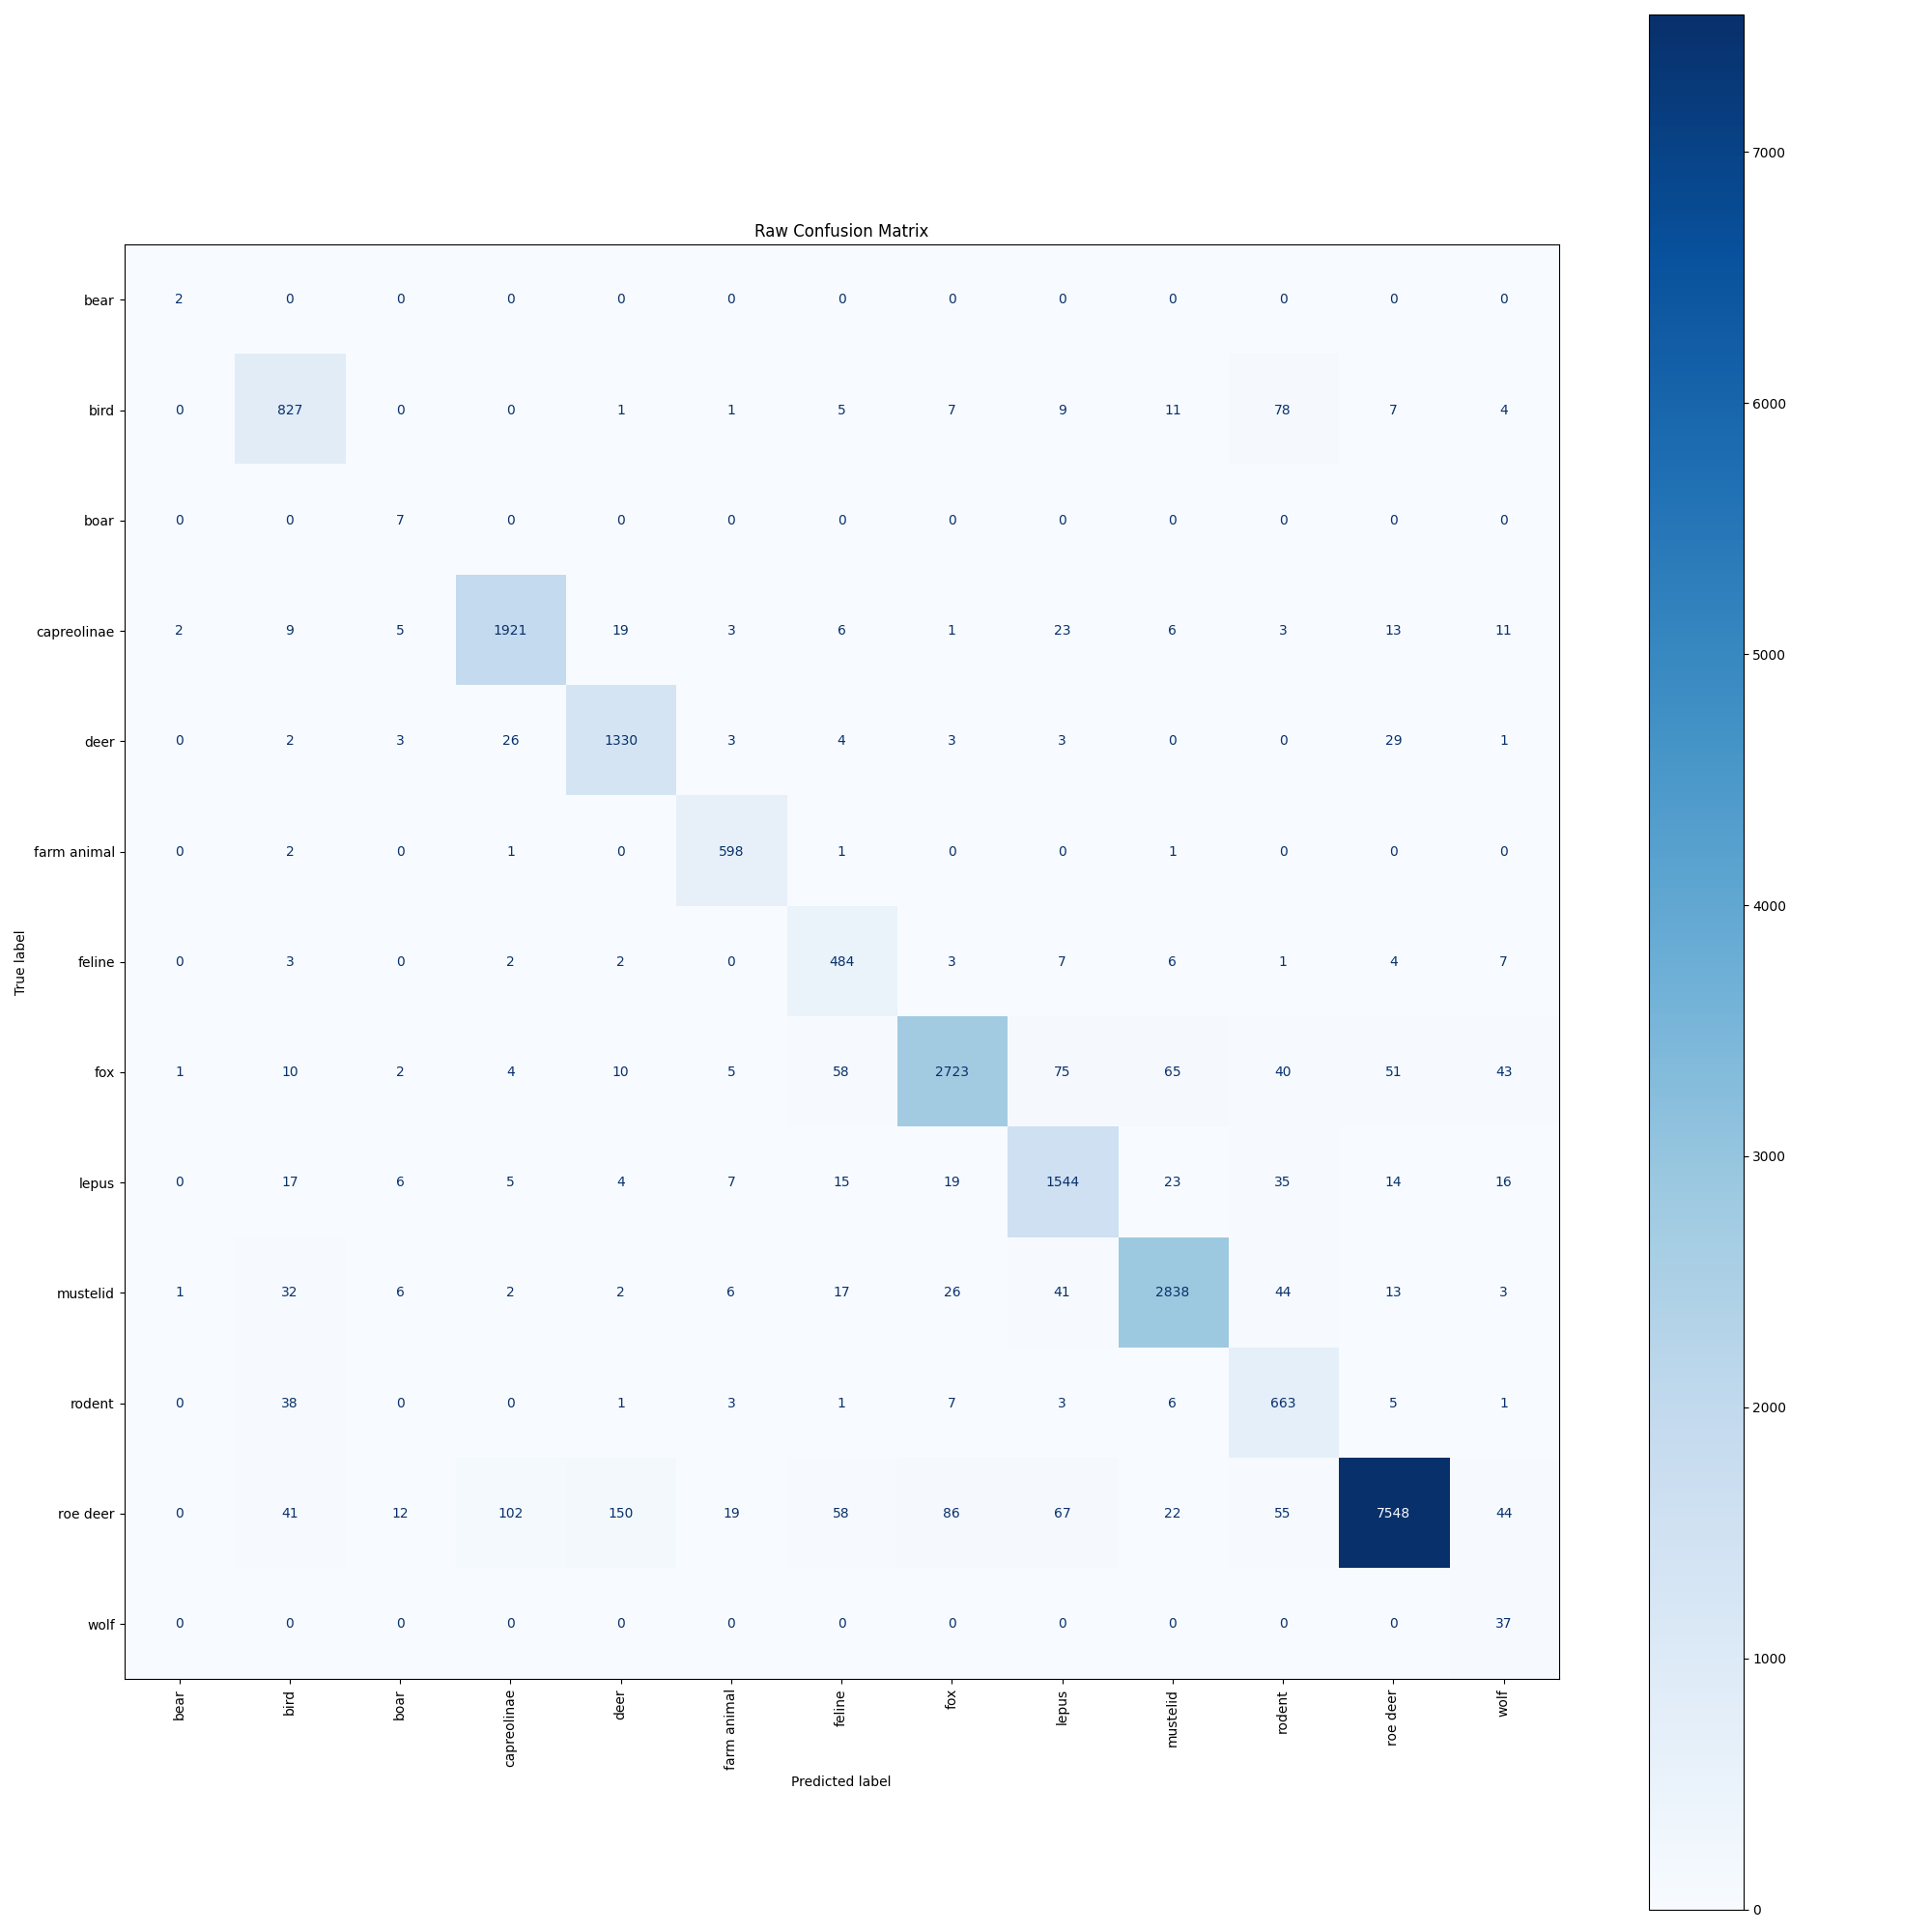 Raw Confusion Matrix
bear 2 0 0 0 0 0 0 0 0 0 0 0 0
bird 0 827 0 0 1 1 5 7 9 11 78 7 4
boar 0 0 7 0 0 0 0 0 0 0 0 0 0
capreolinae 2 9 5 1921 19 3 6 1 23 6 3 13 11
deer 0 2 3 26 1330 3 4 3 3 0 0 29 1
farm animal 0 2 0 1 0 598 1 0 0 1 0 0 0
feline 0 3 0 2 2 0 484 3 7 6 1 4 7
fox 1 10 2 4 10 5 58 2723 75 65 40 51 43
lepus 0 17 6 5 4 7 15 19 1544 23 35 14 16
mustelid 1 32 6 2 2 6 17 26 41 2838 44 13 3
rodent 0 38 0 0 1 3 1 7 3 6 663 5 1
roe deer 0 41 12 102 150 19 58 86 67 22 55 7548 44
wolf 0 0 0 0 0 0 0 0 0 0 0 0 37
True label
bear bird boar capreolinae deer farm animal feline fox lepus mustelid rodent roe deer wolf
Predicted label
7000
6000
5000
4000
3000
2000
1000
0